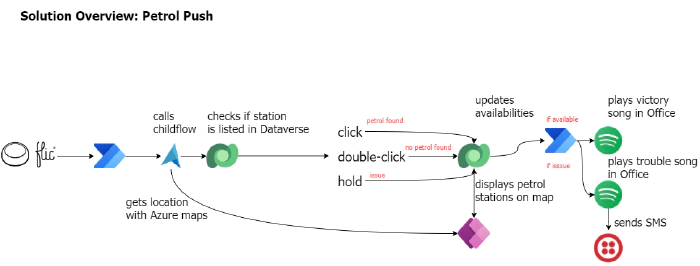 Solution Overview: Petrol Push
flic
calls
childflow
checks if station
is listed in Dataverse
gets location
with Azure maps
click
petrol found
double-click
no petrol found
hold
issue
updates
availabilities
displays petrol
stations on map
if available
if issue
plays victory
song in Office
plays trouble song
in Office
sends SMS